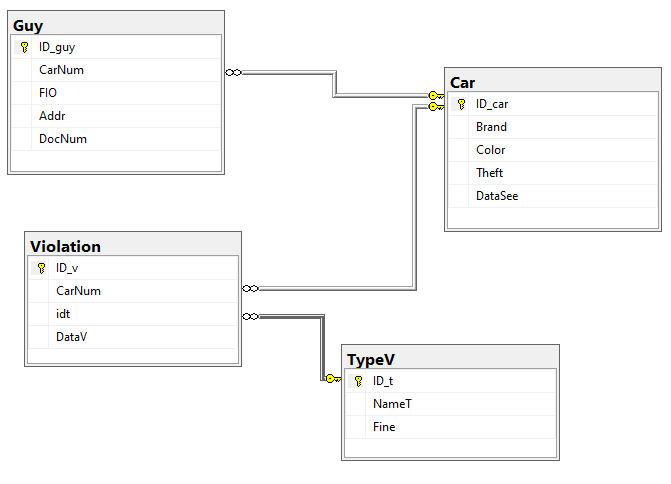 Guy
ID_guy
CarNum
FIO
Addr
DocNum
Car
ID_car
Brand
Color
Theft
DataSee
Violation
ID_v
CarNum
idt
DataV
TypeV
ID_t
NameT
Fine